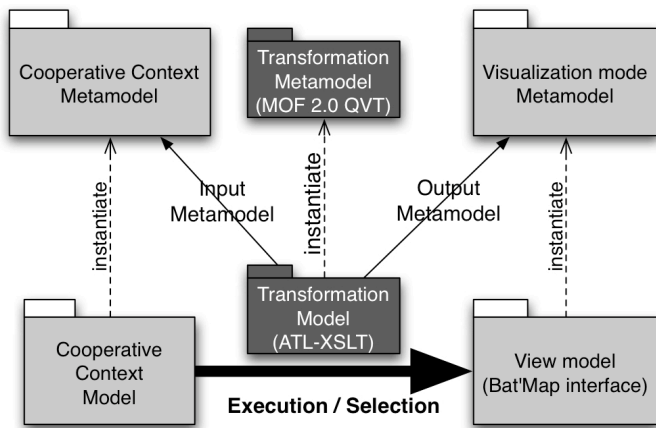 Cooperative Context
Metamodel
Transformation
Metamodel
(MOF 2.0 QVT)
Visualization mode
Metamodel
instantiate
Input
Metamodel
instantiate
Output
Metamodel
instantiate
Transformation
Model
(ATL-XSLT)
Cooperative
Context
Model
View model
(Bat'Map interface)
Execution / Selection